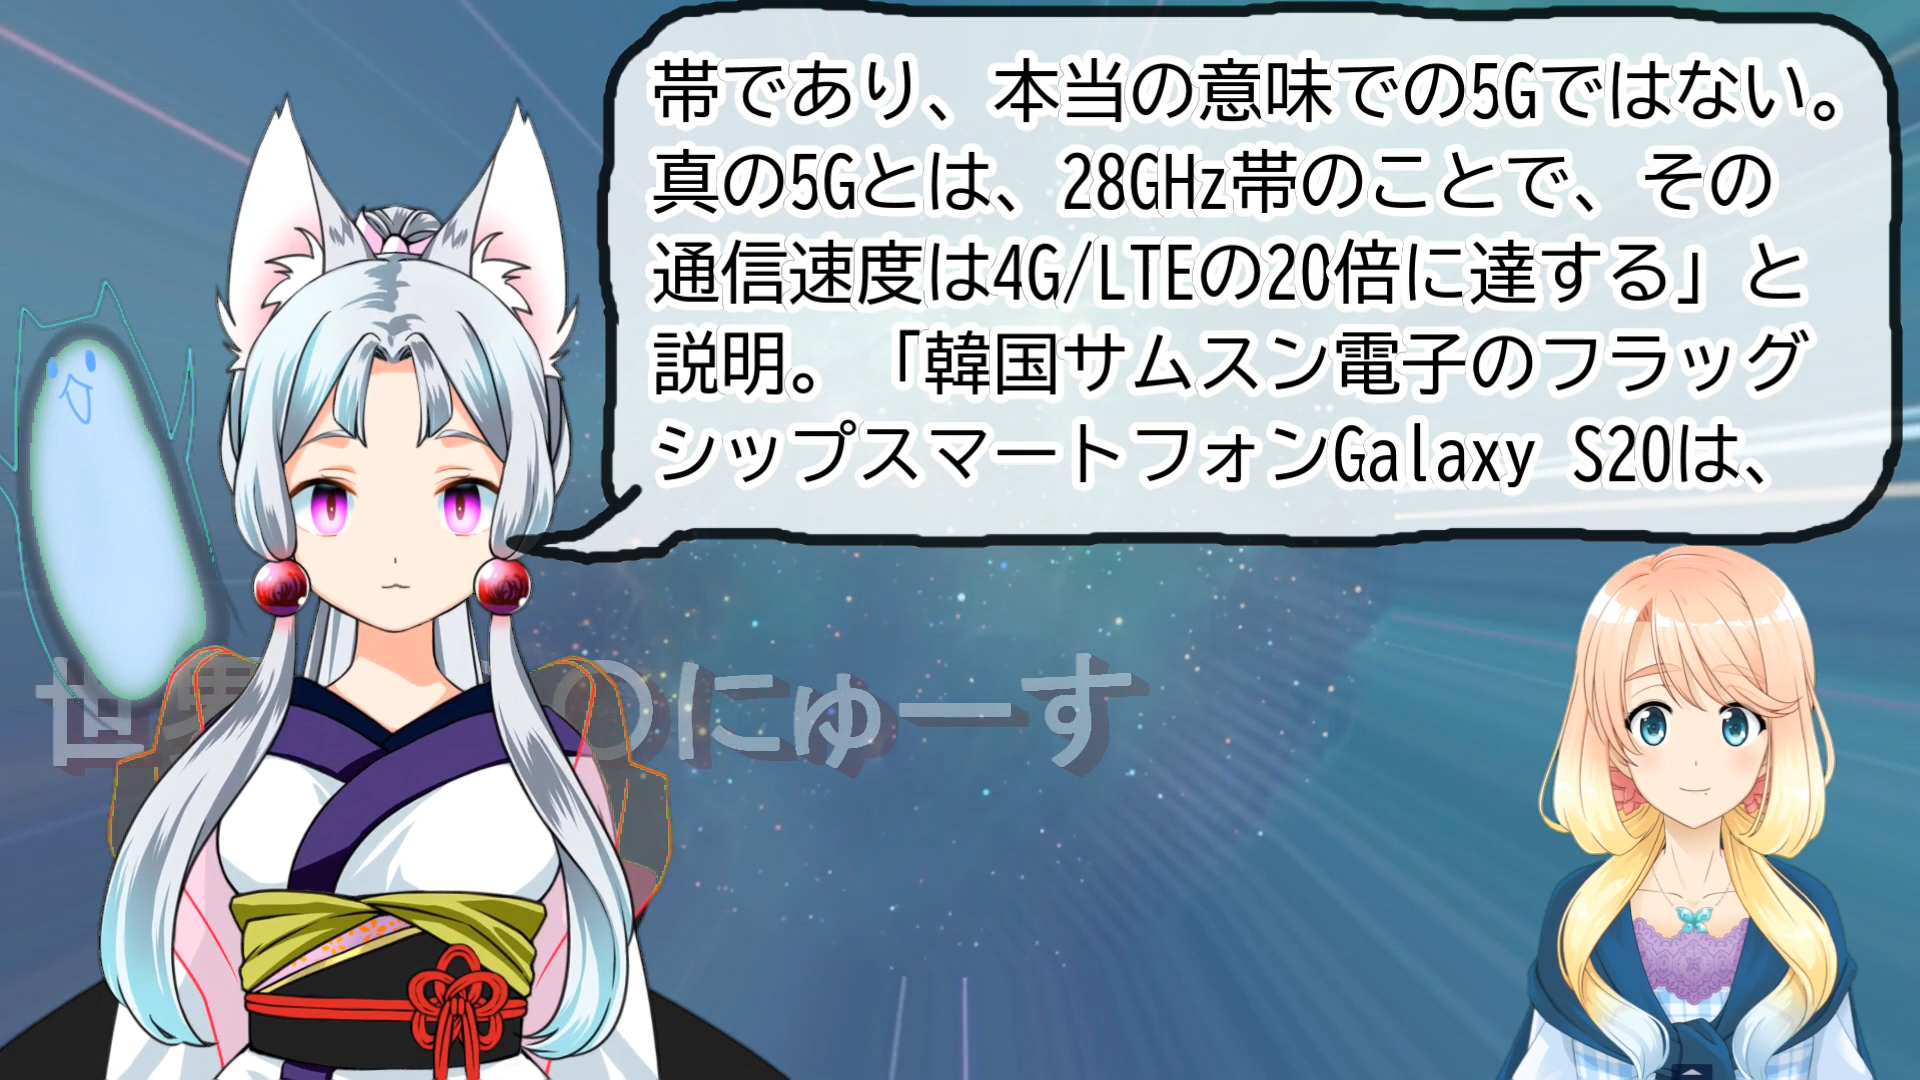 帯であり、本当の意味での5Gではない。
真の5Gとは、28GHz帯のことで、その
通信速度は4G/LTEの20倍に達する」と
説明。「韓国サムスン電子のフラッグ
シップスマートフォンGalaxy S20は、
世界のにゅーす